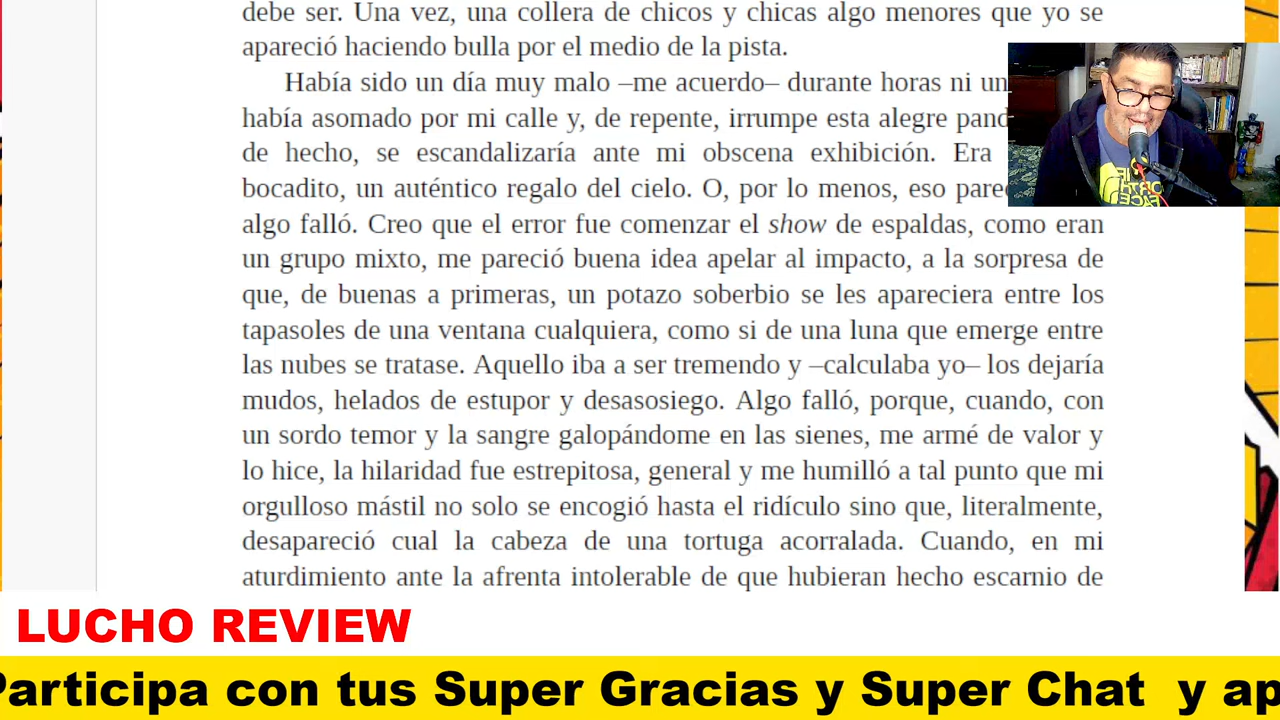 debe ser. Una vez, una collera de chicos y chicas algo menores que yo se
apareció haciendo bulla por el medio de la pista.
Había sido un día muy malo –me acuerdo– durante horas ni un
había asomado por mi calle y, de repente, irrumpe esta alegre
de hecho, se escandalizaría ante mi obscena exhibición. Era
bocadito, un auténtico regalo del cielo. O, por lo menos, eso
algo falló. Creo que el error fue comenzar el show de espaldas, como eran
un grupo mixto, me pareció buena idea apelar al impacto, a la sorpresa de
que, de buenas a primeras, un potazo soberbio se les apareciera entre los
tapasoles de una ventana cualquiera, como si de una luna que emerge entre
las nubes se tratase. Aquello iba a ser tremendo y –calculaba yo– los dejaría
mudos, helados de estupor y desasosiego. Algo falló, porque, cuando, con
un sordo temor y la sangre galopándome en las sienes, me armé de valor y
lo hice, la hilaridad fue estrepitosa, general y me humilló a tal punto que mi
orgulloso mástil no solo se encogió hasta el ridículo sino que, literalmente,
desapareció cual la cabeza de una tortuga acorralada. Cuando, en mi
aturdimiento ante la afrenta intolerable de que hubieran hecho escarnio de
NORTH
FACE
LUCHO REVIEW
Participa con tus Super Gracias y Super Chat y ap